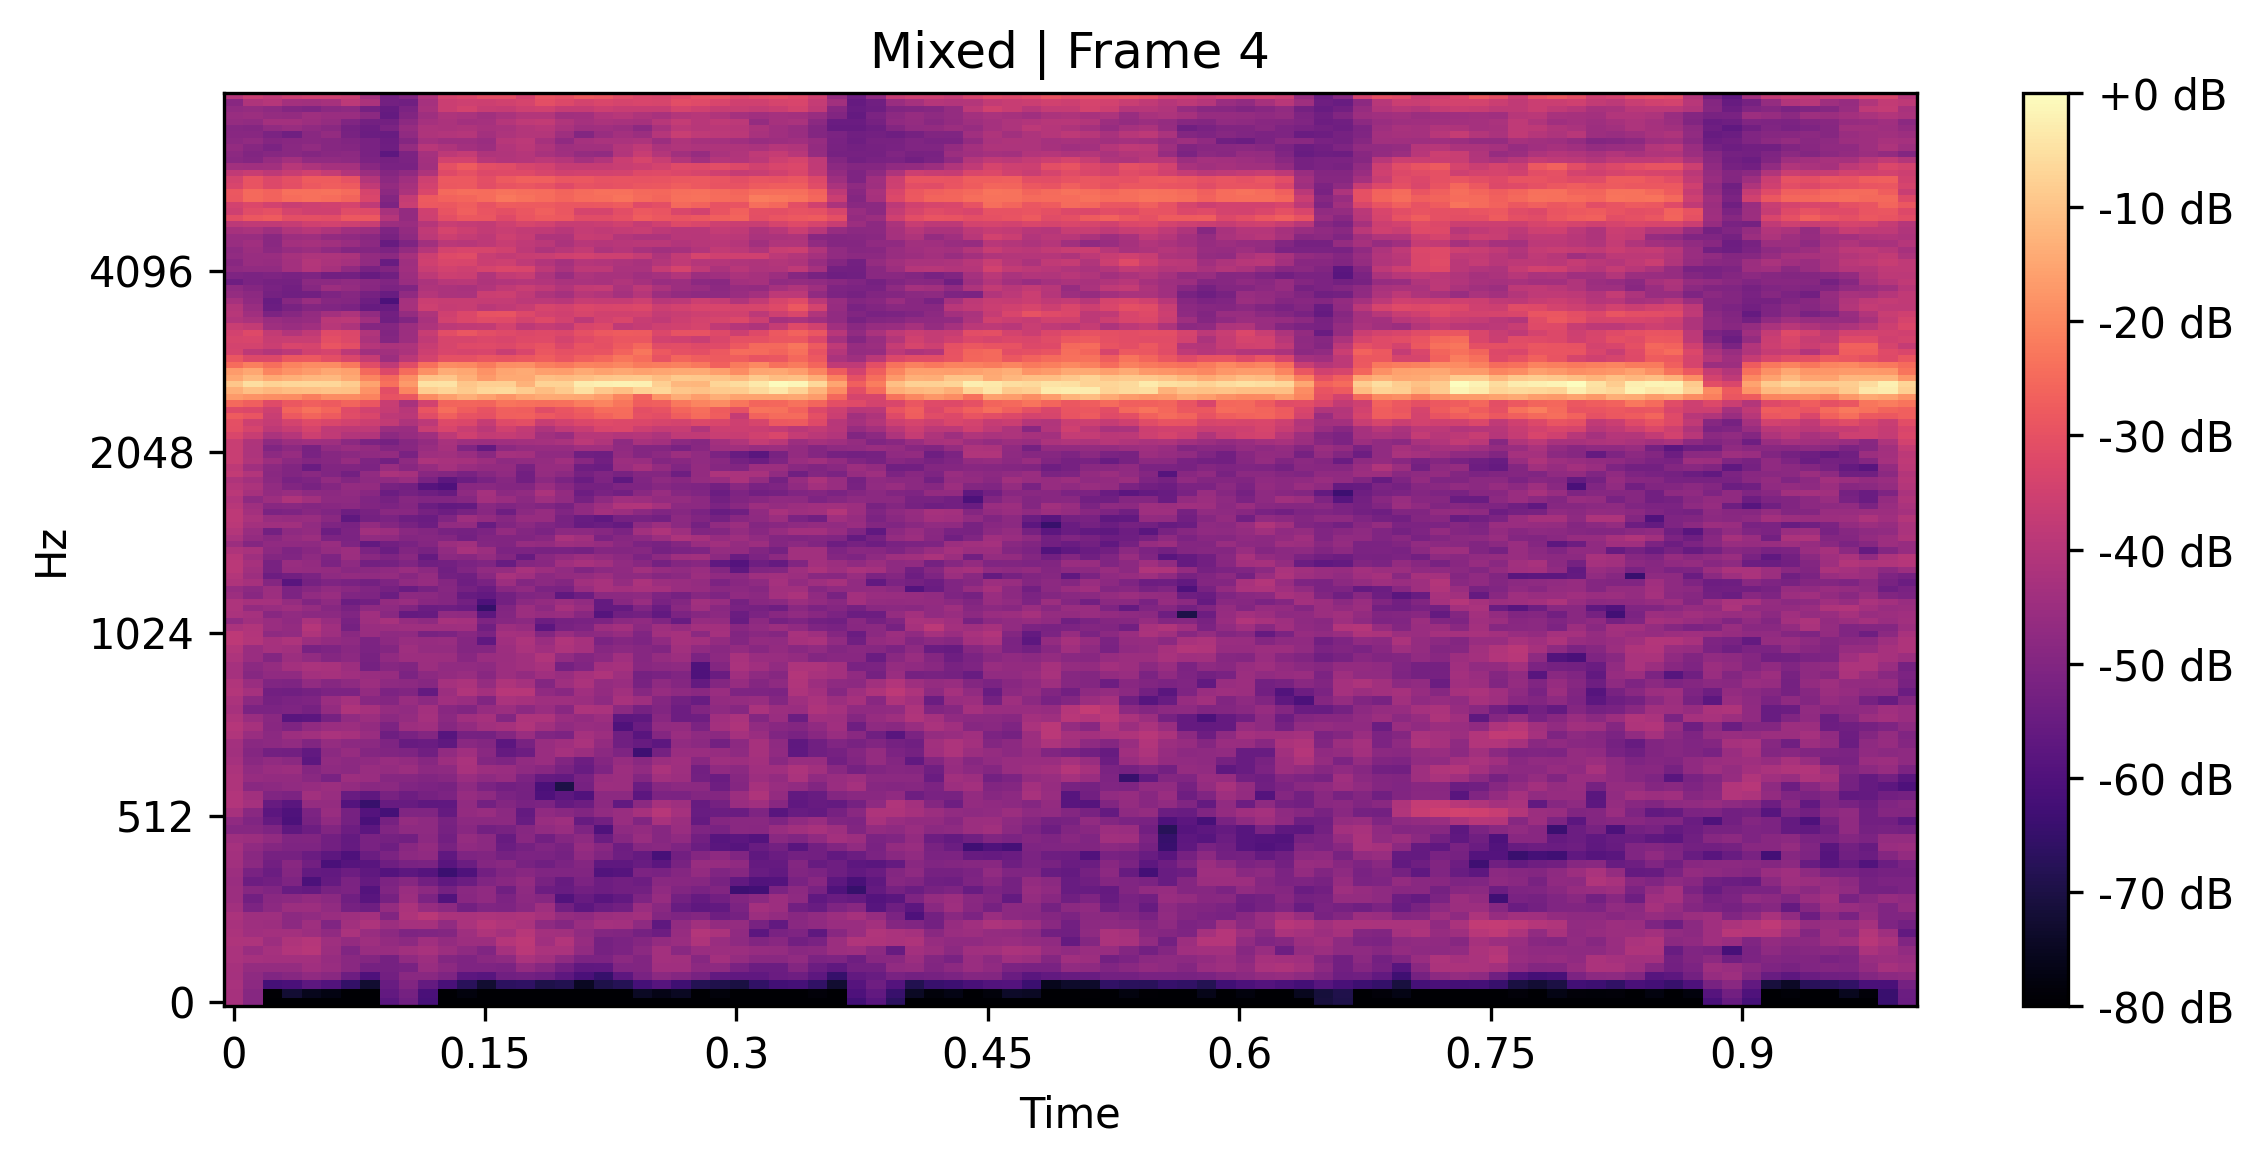 Mixed | Frame 4
+0 dB
-10 dB
-20 dB
-30 dB
-40 dB
-50 dB
-60 dB
-70 dB
-80 dB
4096
2048
1024
512
0
Hz
0 0.15 0.3 0.45 0.6 0.75 0.9
Time